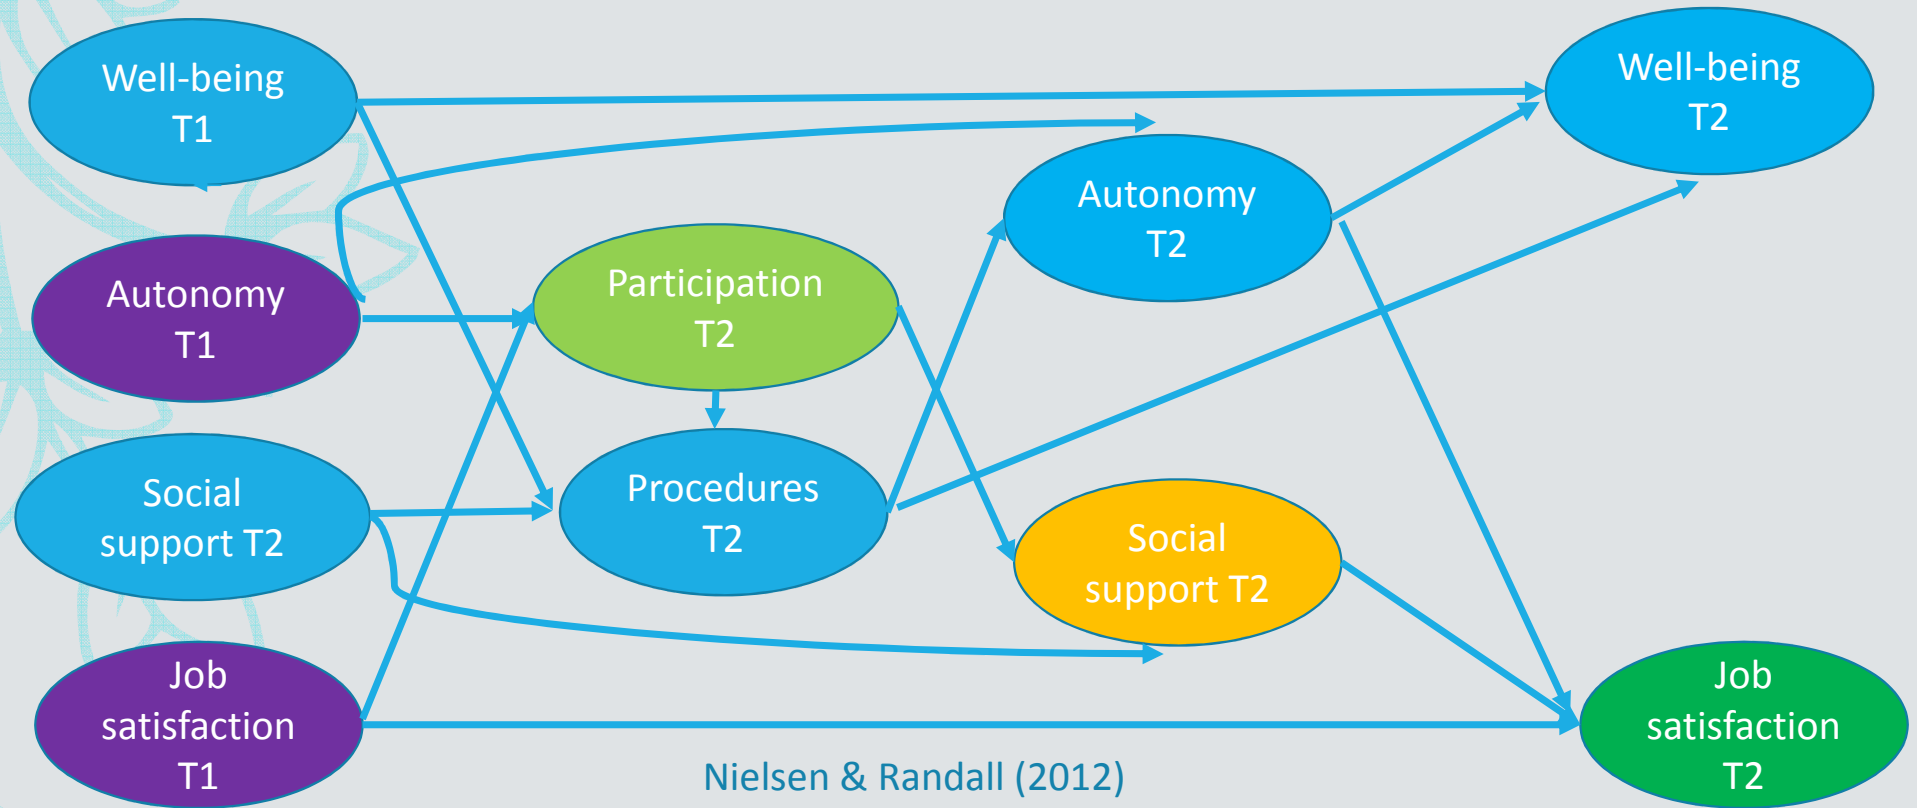 Well-being
T1
Autonomy
T1
Social
support T2
Job
satisfaction
T1
Participation
T2
Procedures
T2
Autonomy
T2
Social
support T2
Well-being
T2
Job
satisfaction
T2
Nielsen & Randall (2012)